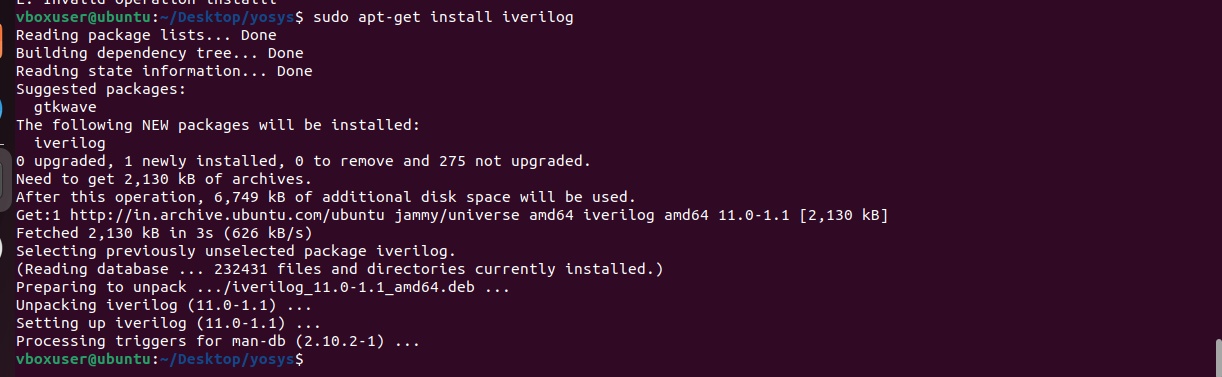 E: Invalid operation installl
vboxuser@ubuntu:~/Desktop/yosys$ sudo apt-get install iverilog
Reading package lists... Done
Building dependency tree... Done
Reading state information... Done
Suggested packages:
  gtkwave
The following NEW packages will be installed:
  iverilog
0 upgraded, 1 newly installed, 0 to remove and 275 not upgraded.
Need to get 2,130 kB of archives.
After this operation, 6,749 kB of additional disk space will be used.
Get:1 http://in.archive.ubuntu.com/ubuntu jammy/universe amd64 iverilog amd64 11.0-1.1 [2,130 kB]
Fetched 2,130 kB in 3s (626 kB/s)
Selecting previously unselected package iverilog.
(Reading database ... 232431 files and directories currently installed.)
Preparing to unpack .../iverilog_11.0-1.1_amd64.deb ...
Unpacking iverilog (11.0-1.1) ...
Setting up iverilog (11.0-1.1) ...
Processing triggers for man-db (2.10.2-1) ...
vboxuser@ubuntu:~/Desktop/yosys$